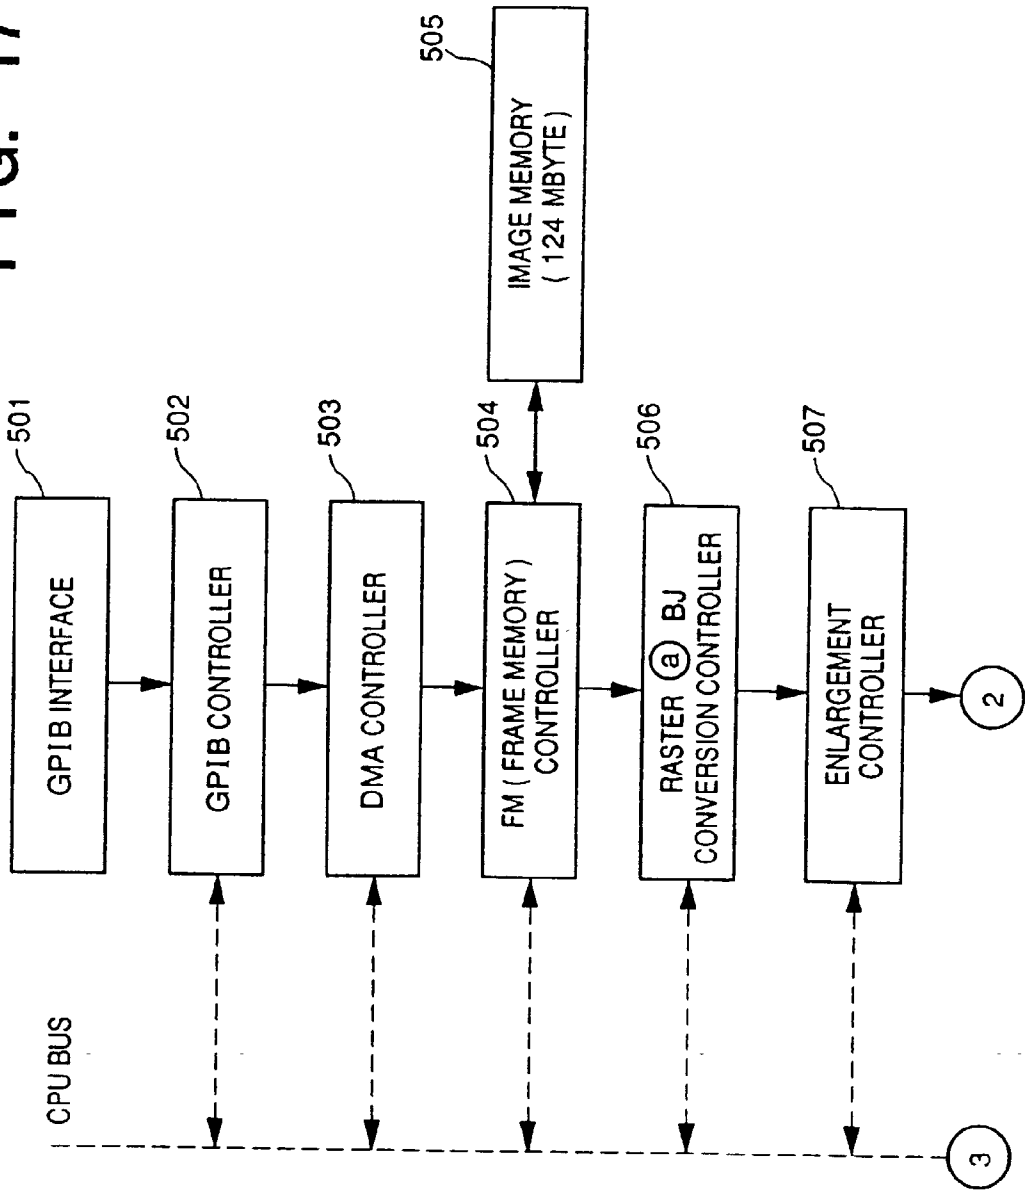 FIG. 17
501
GPIB INTERFACE
502
GPIB CONTROLLER
503
DMA CONTROLLER
504
FM ( FRAME MEMORY )
CONTROLLER
505
IMAGE MEMORY
( 124 MBYTE )
506
RASTER a BJ
CONVERSION CONTROLLER
507
ENLARGEMENT
CONTROLLER
2
CPU BUS
3